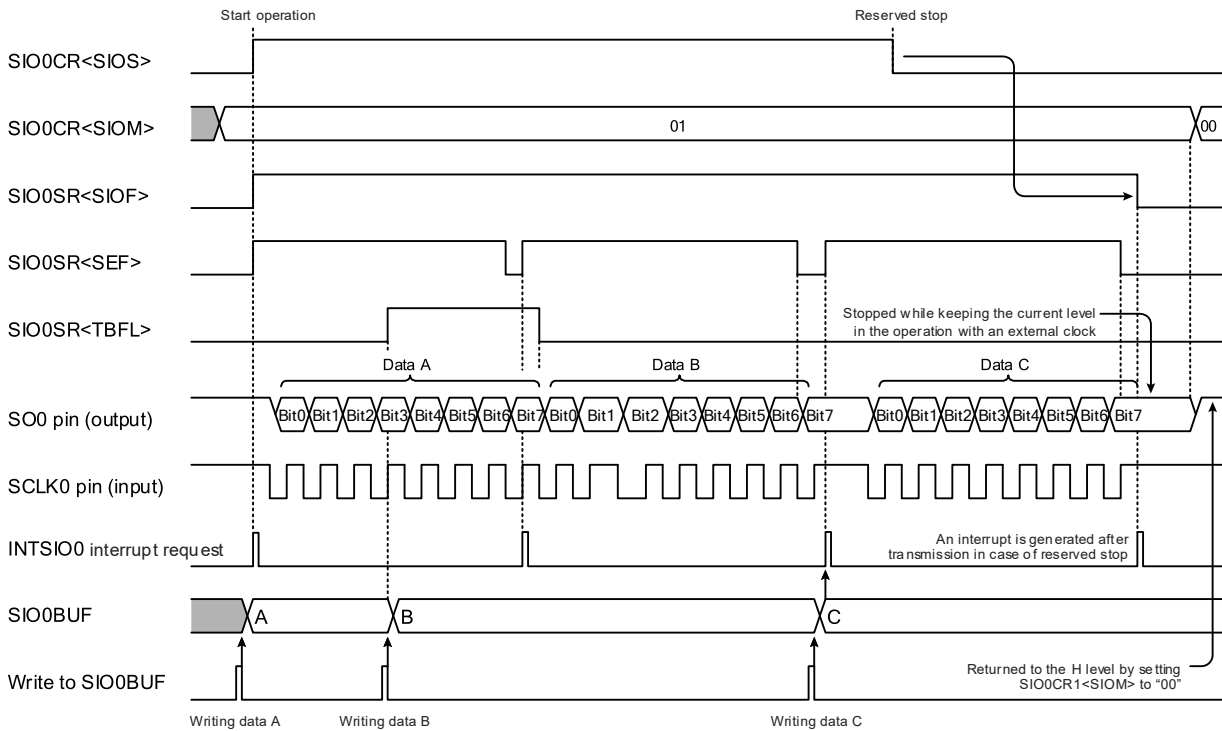 Start operation
Reserved stop
SIO0CR<SIOS>
SIO0CR<SIOM>
01
00
SIO0SR<SIOF>
SIO0SR<SEF>
SIO0SR<TBFL>
Stopped while keeping the current level
in the operation with an external clock
Data A
Data B
Data C
SO0 pin (output)
Bit0 Bit1 Bit2 Bit3 Bit4 Bit5 Bit6 Bit7 Bit0 Bit1 Bit2 Bit3 Bit4 Bit5 Bit6 Bit7 Bit0 Bit1 Bit2 Bit3 Bit4 Bit5 Bit6 Bit7
SCLK0 pin (input)
INTSIO0 interrupt request
An interrupt is generated after
transmission in case of reserved stop
SIO0BUF
A
B
C
Write to SIO0BUF
Returned to the H level by setting
SIO0CR1<SIOM> to “00”
Writing data A
Writing data B
Writing data C